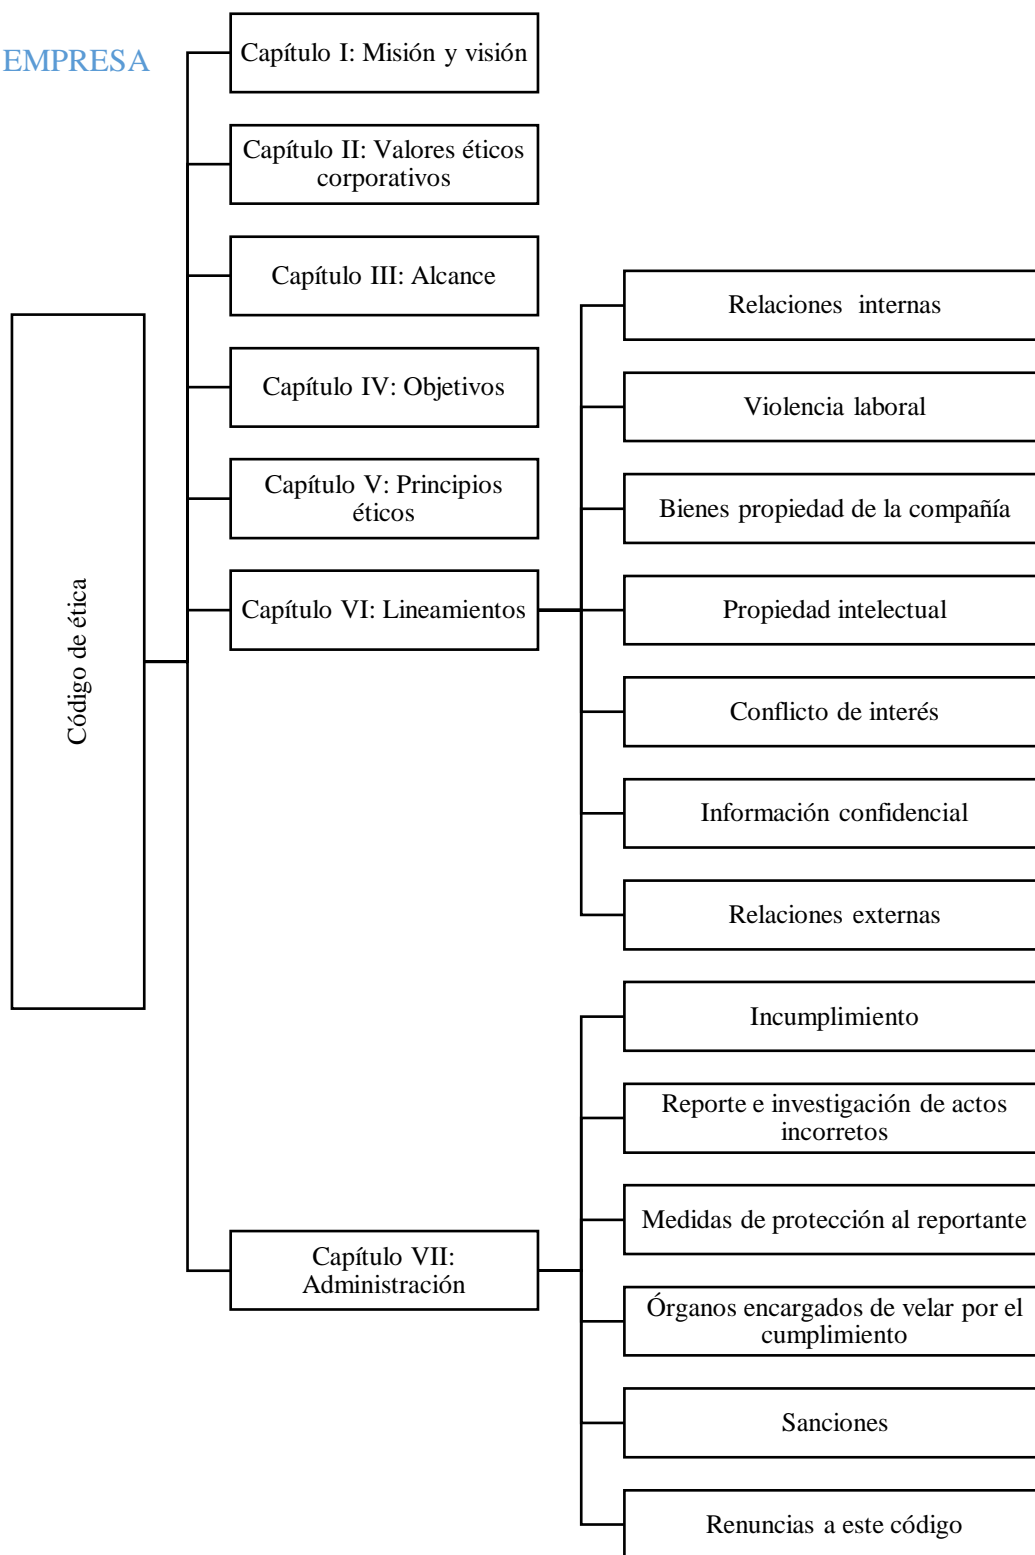 EMPRESA
Código de ética
Capítulo I: Misión y visión
Capítulo II: Valores éticos
corporativos
Capítulo III: Alcance
Capítulo IV: Objetivos
Capítulo V: Principios
éticos
Capítulo VI: Lineamientos
Relaciones internas
Violencia laboral
Bienes propiedad de la compañía
Propiedad intelectual
Conflicto de interés
Información confidencial
Relaciones externas
Capítulo VII:
Administración
Incumplimiento
Reporte e investigación de actos
incorretos
Medidas de protección al reportante
Órganos encargados de velar por el
cumplimiento
Sanciones
Renuncias a este código